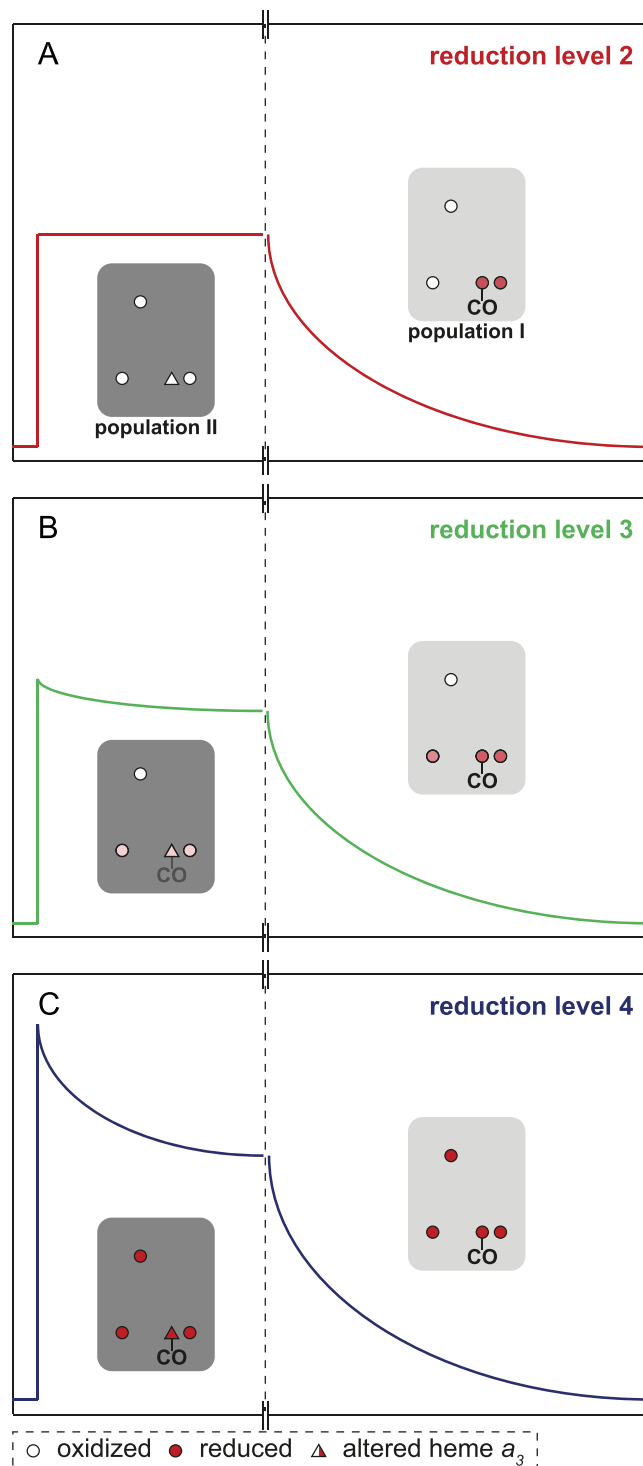 A
reduction level 2
CO
population I
population II
B
reduction level 3
CO
CO
C
reduction level 4
CO
CO
oxidized reduced altered heme a3